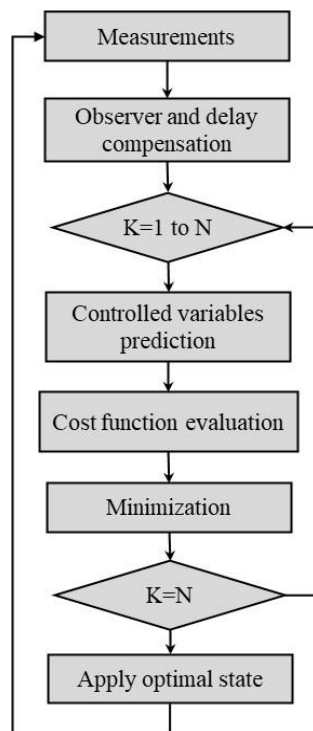 Measurements
Observer and delay
compensation
K=1 to N
Controlled variables
prediction
Cost function evaluation
Minimization
K=N
Apply optimal state